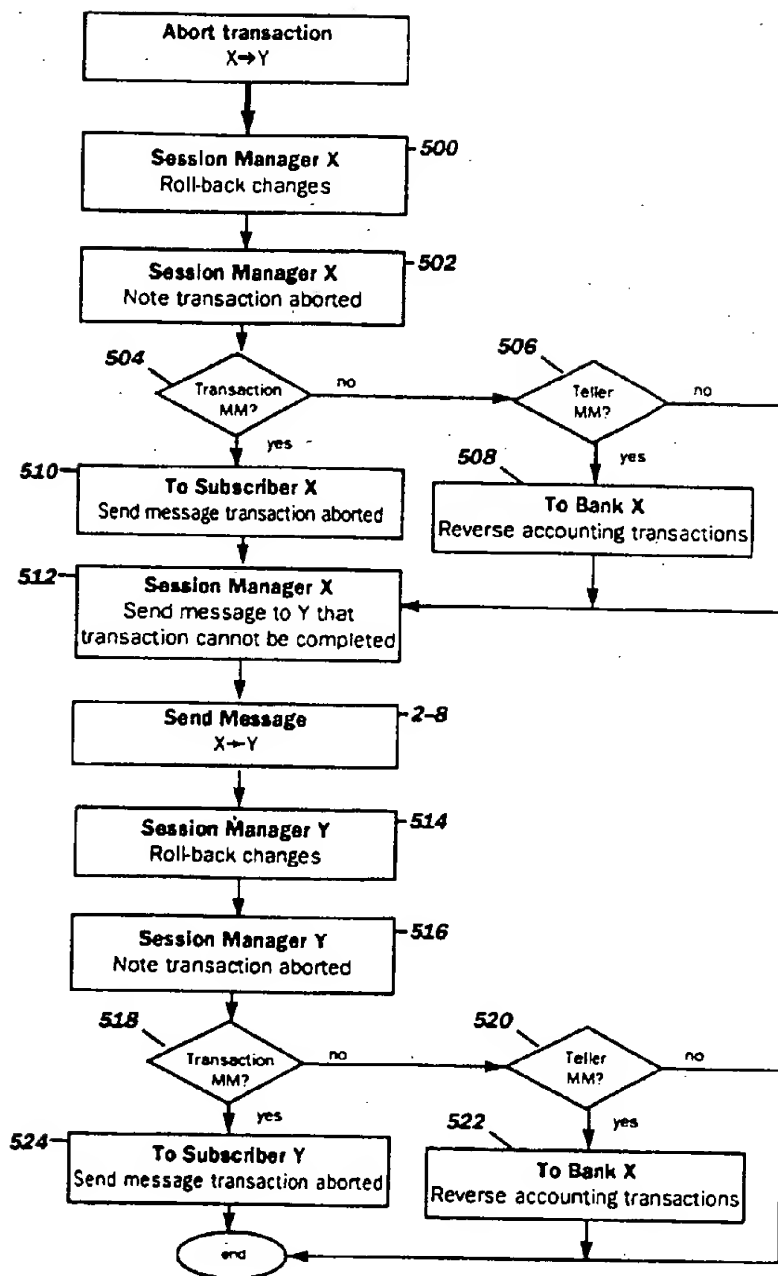 Abort transaction
X→Y
Session Manager X
Roll-back changes
500
Session Manager X
Note transaction aborted
502
504
Transaction
MM?
no
yes
506
Teller
MM?
no
yes
510
To Subscriber X
Send message transaction aborted
508
To Bank X
Reverse accounting transactions
512
Session Manager X
Send message to Y that
transaction cannot be completed
Send Message
X→Y
2-8
Session Manager Y
Roll-back changes
514
Session Manager Y
Note transaction aborted
516
518
Transaction
MM?
no
yes
520
Teller
MM?
no
yes
524
To Subscriber Y
Send message transaction aborted
522
To Bank X
Reverse accounting transactions
end